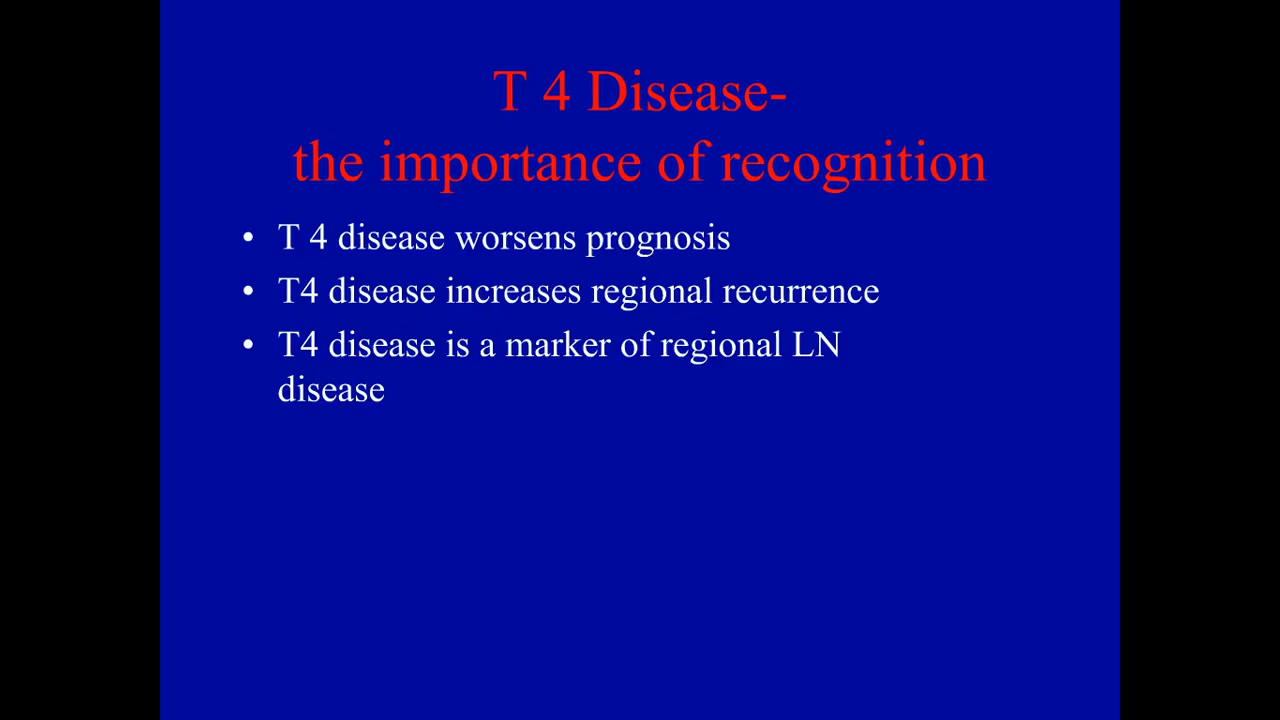 T 4 Disease-
the importance of recognition
• T 4 disease worsens prognosis
• T4 disease increases regional recurrence
• T4 disease is a marker of regional LN
disease